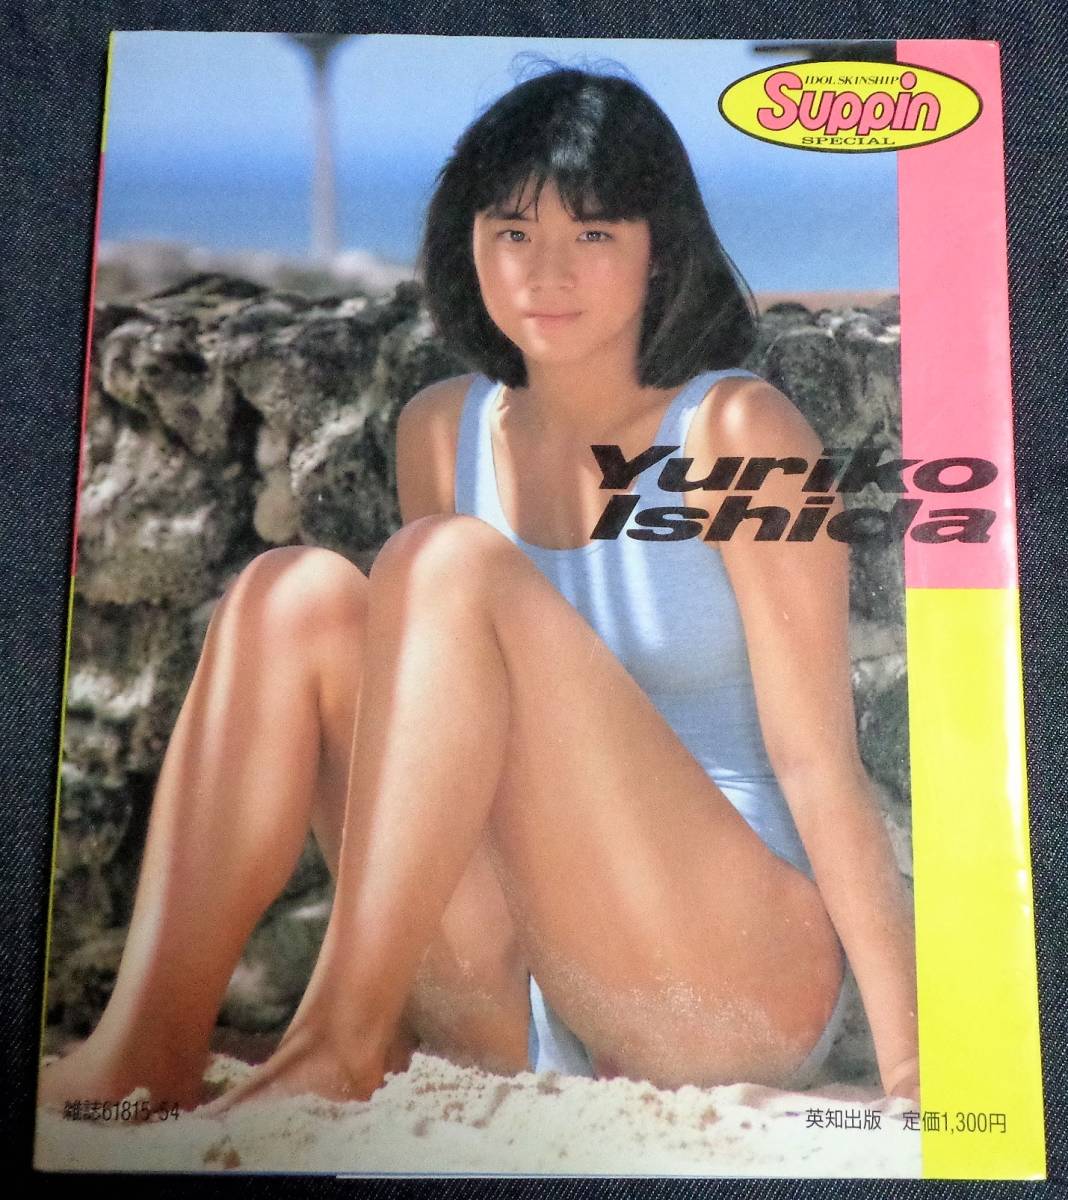 IDOL SKINSHIP
Suppin
SPECIAL
Yuriko
Ishida
雑誌61815-54
英知出版 定価1,300円